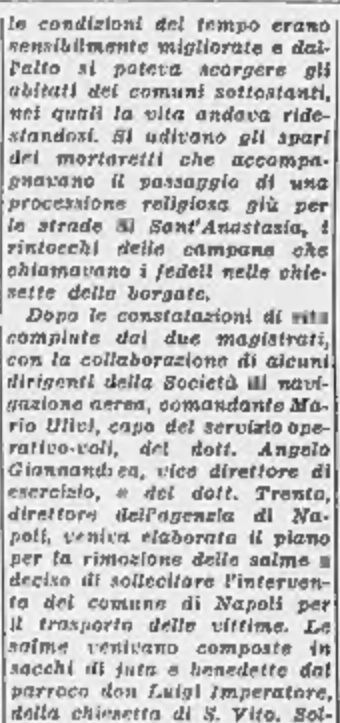 le condizioni del tempo erano
sensibilmente migliorate e dal-
l'alto si poteva scorgere gli
abitati dei comuni sottostanti,
nei quali la vita andava ride-
standosi. Si udivano gli spari
dei mortaretti che accompa-
gnavano il passaggio di una
processione religiosa giù per
le strade di Sant'Anastasia, i
rintocchi delle campane che
chiamavano i fedeli nelle chie-
sette delle borgate.
Dopo le constatazioni di rito
compiute dai due magistrati,
con la collaborazione di alcuni
dirigenti della Società di navi-
gazione aerea, comandante Ma-
rio Ulivi, capo del servizio ope-
rativo-voli, del dott. Angelo
Giannandrea, vice direttore di
esercizio, e del dott. Trento,
direttore dell'agenzia di Na-
poli, veniva elaborato il piano
per la rimozione delle salme e
deciso di sollecitare l'interven-
to del comune di Napoli per
il trasporto delle vittime. Le
salme venivano composte in
sacchi di juta e benedette dal
parroco don Luigi Imperatore,
della chiesetta di S. Vito. Sol-